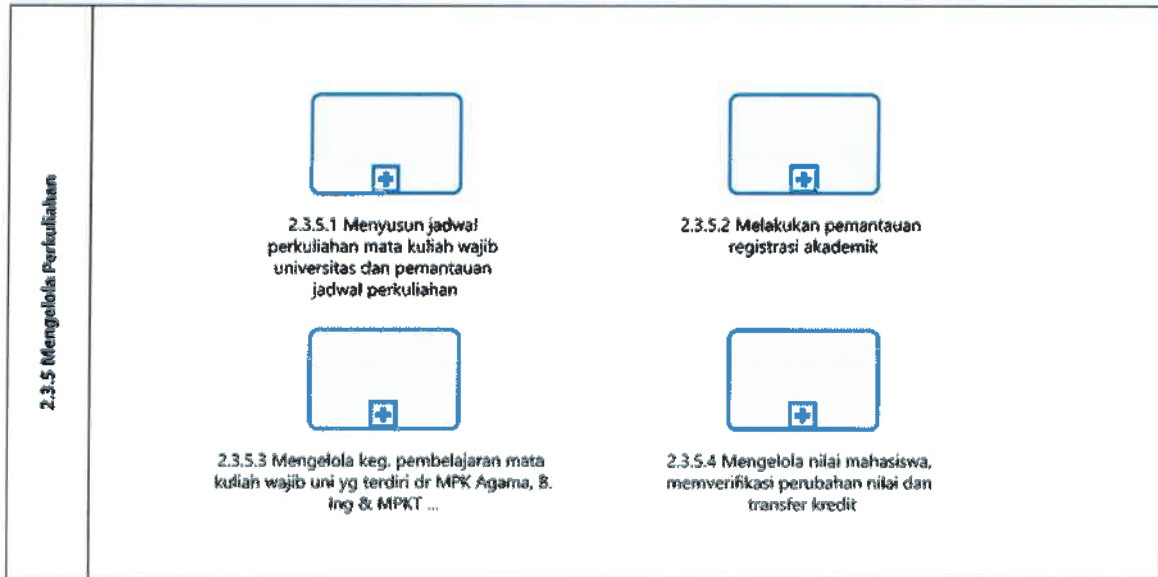 2.3.5 Mengelola Perkuliahan
2.3.5.1 Menyusun jadwal
perkuliahan mata kuliah wajib
universitas dan pemantauan
jadwal perkuliahan
2.3.5.2 Melakukan pemantauan
registrasi akademik
2.3.5.3 Mengelola keg. pembelajaran mata
kuliah wajib uni yg terdiri dr MPK Agama, B.
Ing & MPKT ...
2.3.5.4 Mengelola nilai mahasiswa,
memverifikasi perubahan nilai dan
transfer kredit